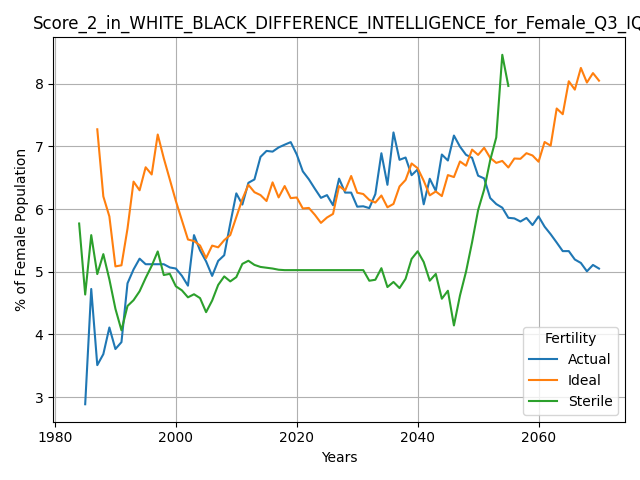 Score_2_in_WHITE_BLACK_DIFFERENCE_INTELLIGENCE_for_Female_Q3_IQ
% of Female Population
8
7
6
5
4
3
Fertility
Actual
Ideal
Sterile
1980 2000 2020 2040 2060
Years